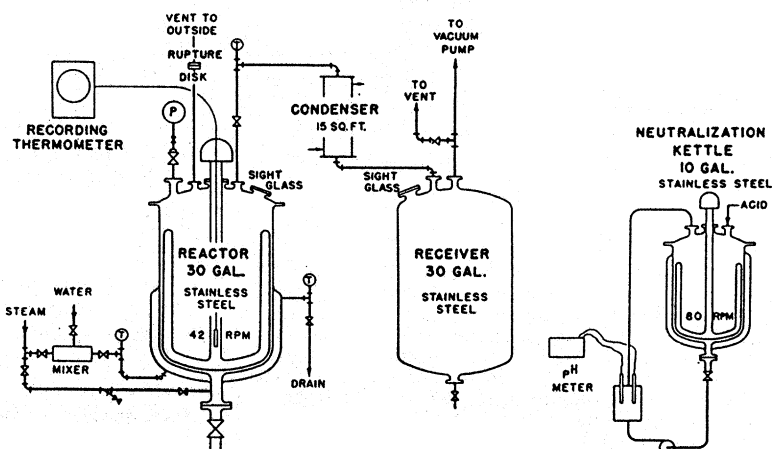 VENT TO
OUTSIDE
RUPTURE
DISK
T
RECORDING
THERMOMETER
P
CONDENSER
15 SQ. FT.
TO
VACUUM
PUMP
TO
VENT
NEUTRALIZATION
KETTLE
10 GAL.
STAINLESS STEEL
ACID
SIGHT
GLASS
SIGHT
GLASS
REACTOR
30 GAL.
STAINLESS
STEEL
42 RPM
RECEIVER
30 GAL.
STAINLESS
STEEL
60 RPM
WATER
STEAM
T
MIXER
T
DRAIN
pH
METER